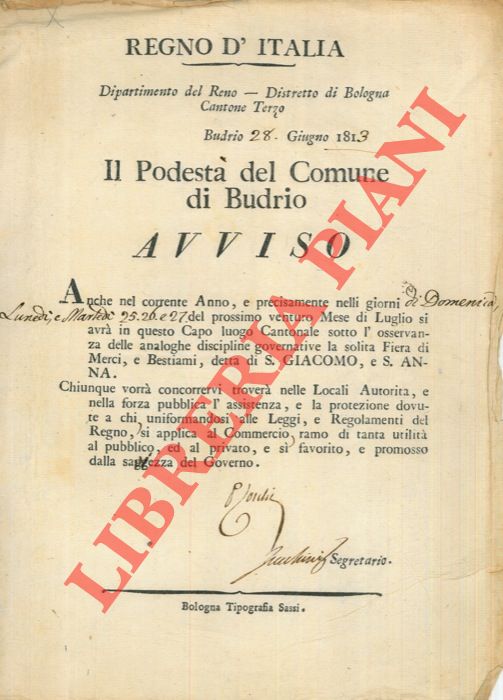 REGNO D' ITALIA
Dipartimento del Reno — Distretto di Bologna
Cantone Terzo
Budrio 28. Giugno 1813
Il Podestà del Comune
di Budrio
AVVISO
Anche nel corrente Anno, e precisamente nelli giorni di Domenica,
Lunedì, e Martedì 25. 26. e 27. del prossimo venturo Mese di Luglio si
avrà in questo Capo luogo Cantonale sotto l' osservan-
za delle analoghe discipline governative la solita Fiera di
Merci, e Bestiami, detta di S. GIACOMO, e S. AN-
NA.
Chiunque vorrà concorrervi troverà nelle Locali Autorità, e
nella forza pubblica l' assistenza, e la protezione dovu-
te a chi, uniformandosi alle Leggi, e Regolamenti del
Regno, si applica al Commercio, ramo di tanta utilità
al pubblico, ed al privato, e sì favorito, e promosso
dalla saggezza del Governo.
Segretario.
Bologna Tipografia Sassi.
LIBRERIA PIANI